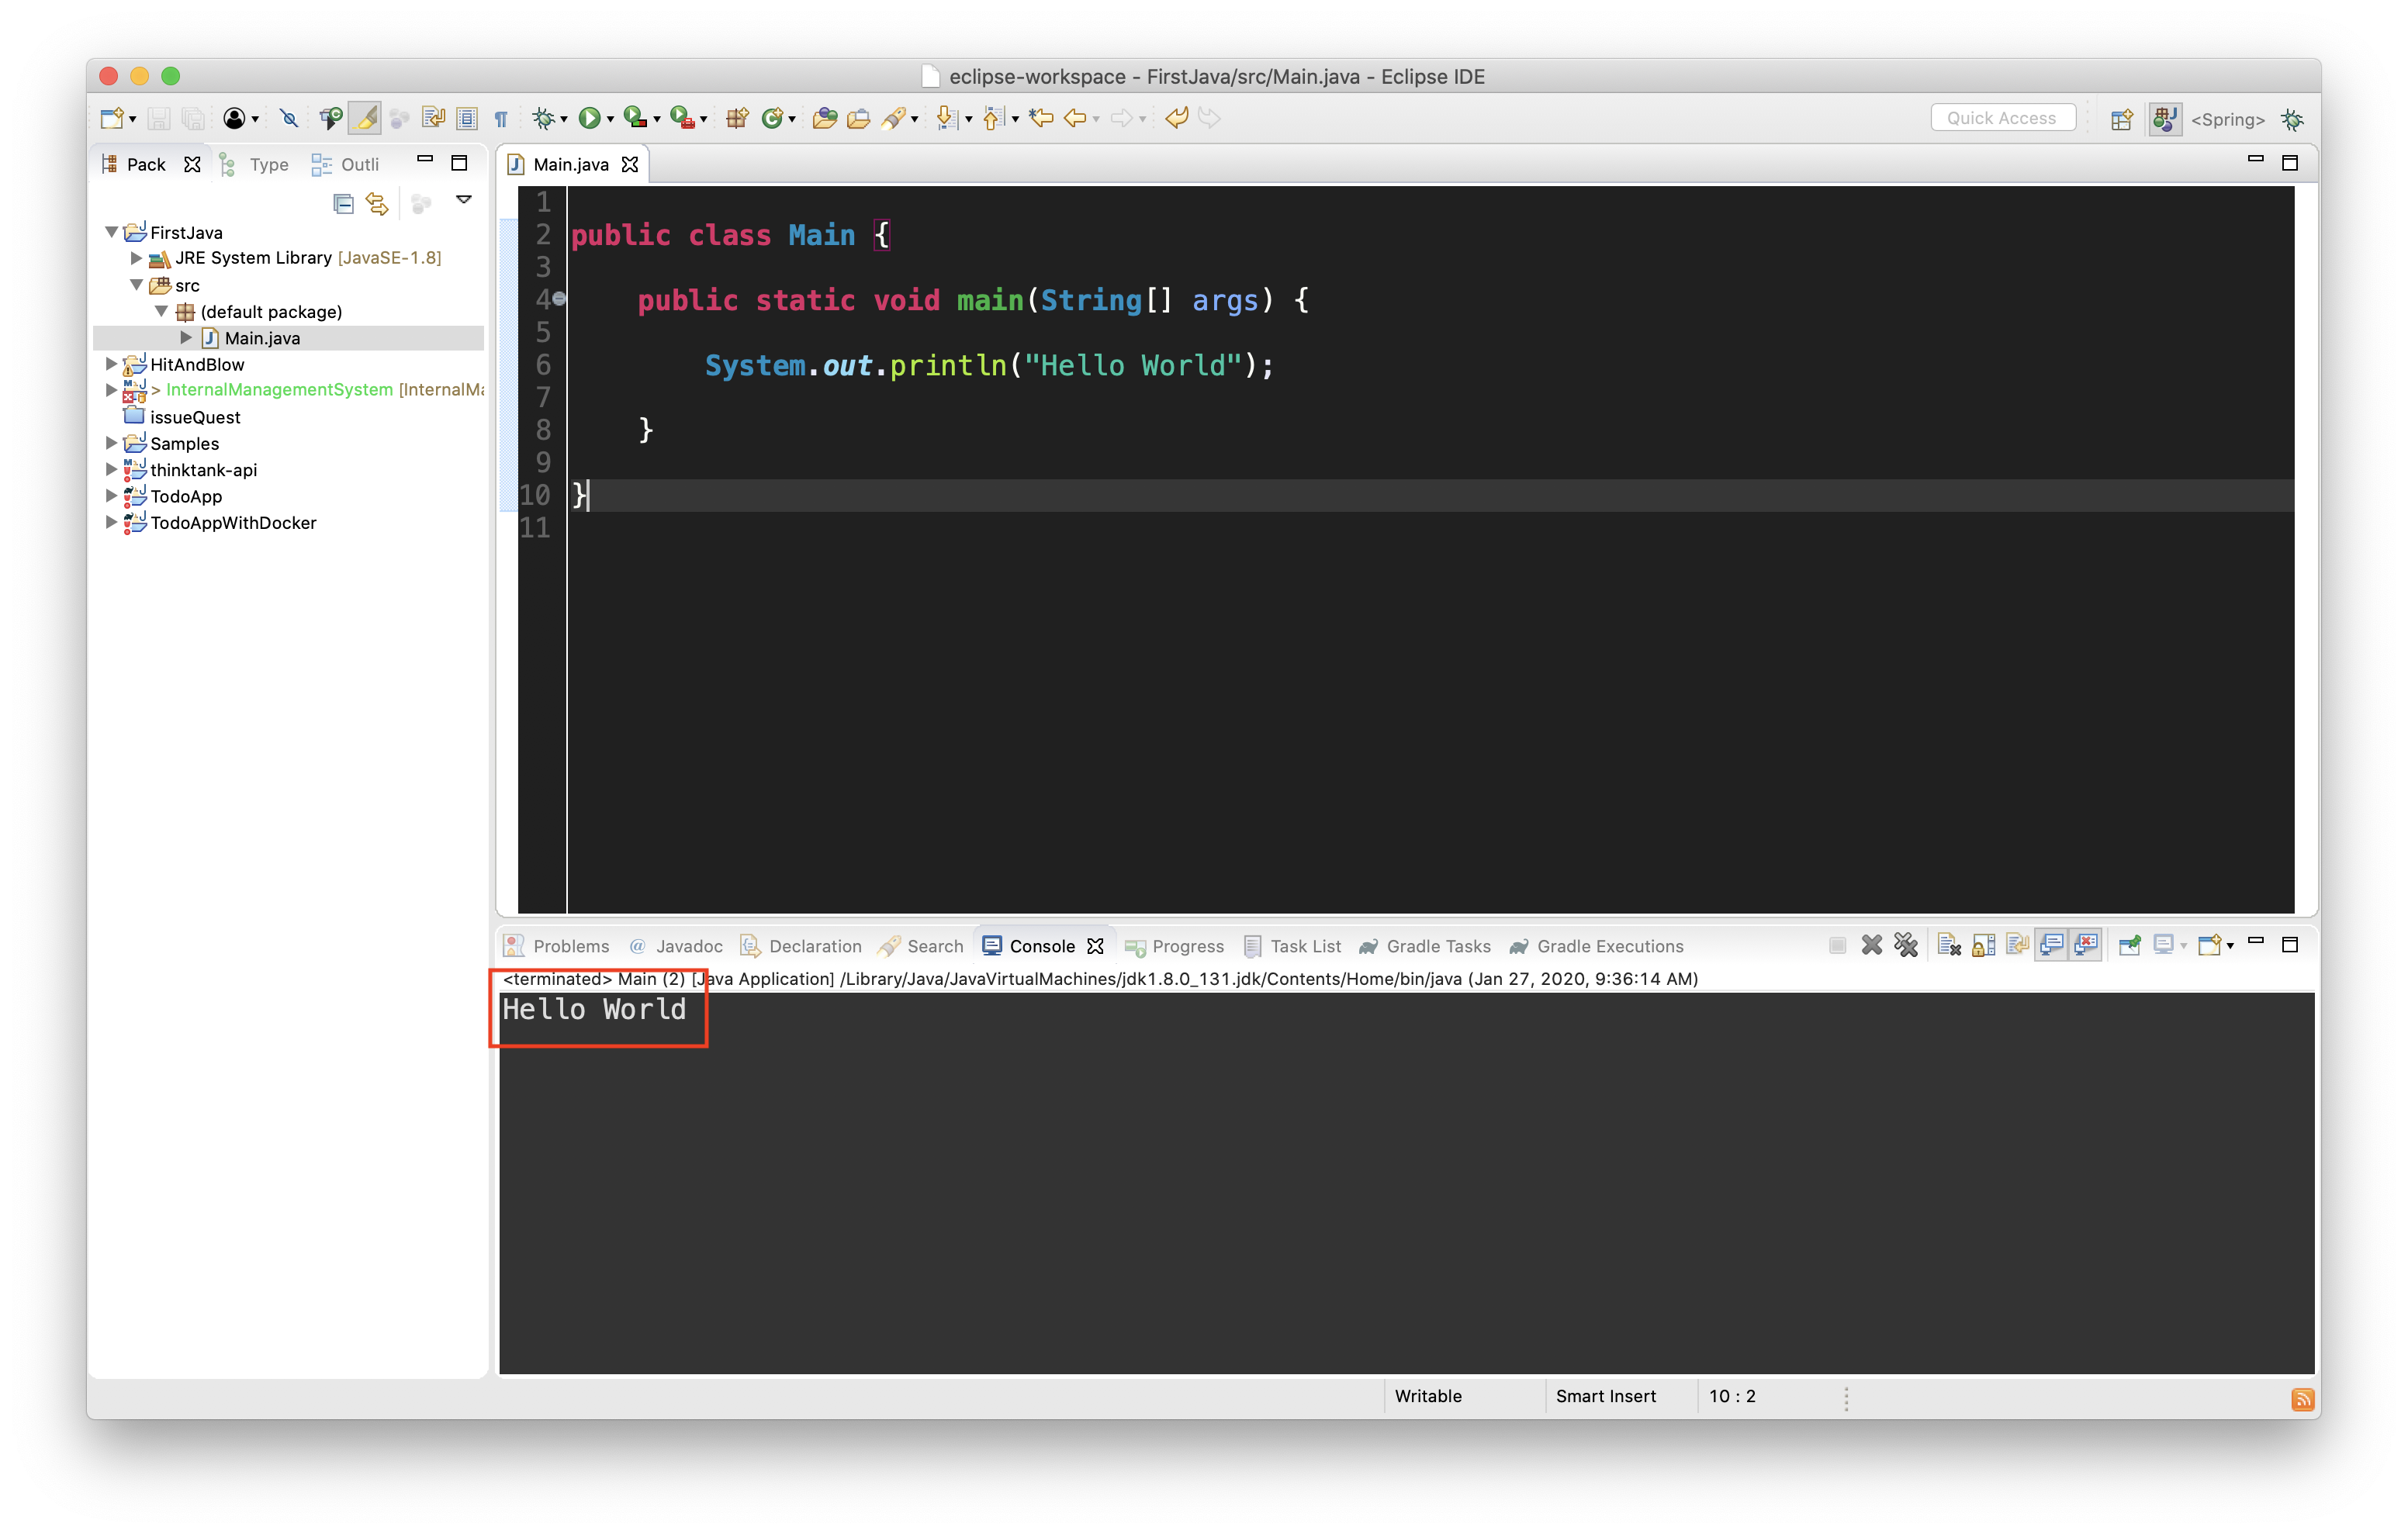 eclipse-workspace - FirstJava/src/Main.java - Eclipse IDE
Quick Access
<Spring>
Pack
Type
Outli
FirstJava
JRE System Library [JavaSE-1.8]
src
(default package)
Main.java
HitAndBlow
> InternalManagementSystem [InternalMa
issueQuest
Samples
thinktank-api
TodoApp
TodoAppWithDocker
Main.java
1
2 public class Main {
3
4 public static void main(String[] args) {
5
6 System.out.println("Hello World");
7
8 }
9
10 }
11
Problems @ Javadoc Declaration Search Console Progress Task List Gradle Tasks Gradle Executions
<terminated> Main (2) [Java Application] /Library/Java/JavaVirtualMachines/jdk1.8.0_131.jdk/Contents/Home/bin/java (Jan 27, 2020, 9:36:14 AM)
Hello World
Writable Smart Insert 10 : 2